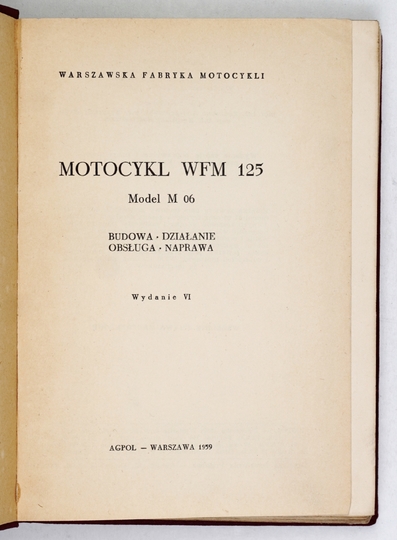 WARSZAWSKA FABRYKA MOTOCYKLI
MOTOCYKL WFM 125
Model M 06
BUDOWA · DZIAŁANIE
OBSŁUGA · NAPRAWA
Wydanie VI
AGPOL — WARSZAWA 1959